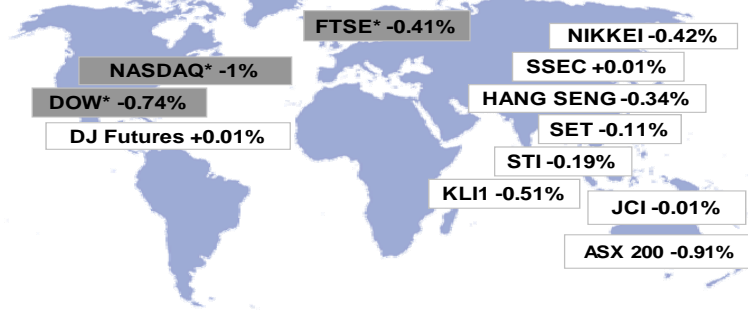 FTSE* -0.41%
NIKKEI -0.42%
NASDAQ* -1%
SSEC +0.01%
DOW* -0.74%
HANG SENG -0.34%
DJ Futures +0.01%
SET -0.11%
STI -0.19%
KLI1 -0.51%
JCI -0.01%
ASX 200 -0.91%